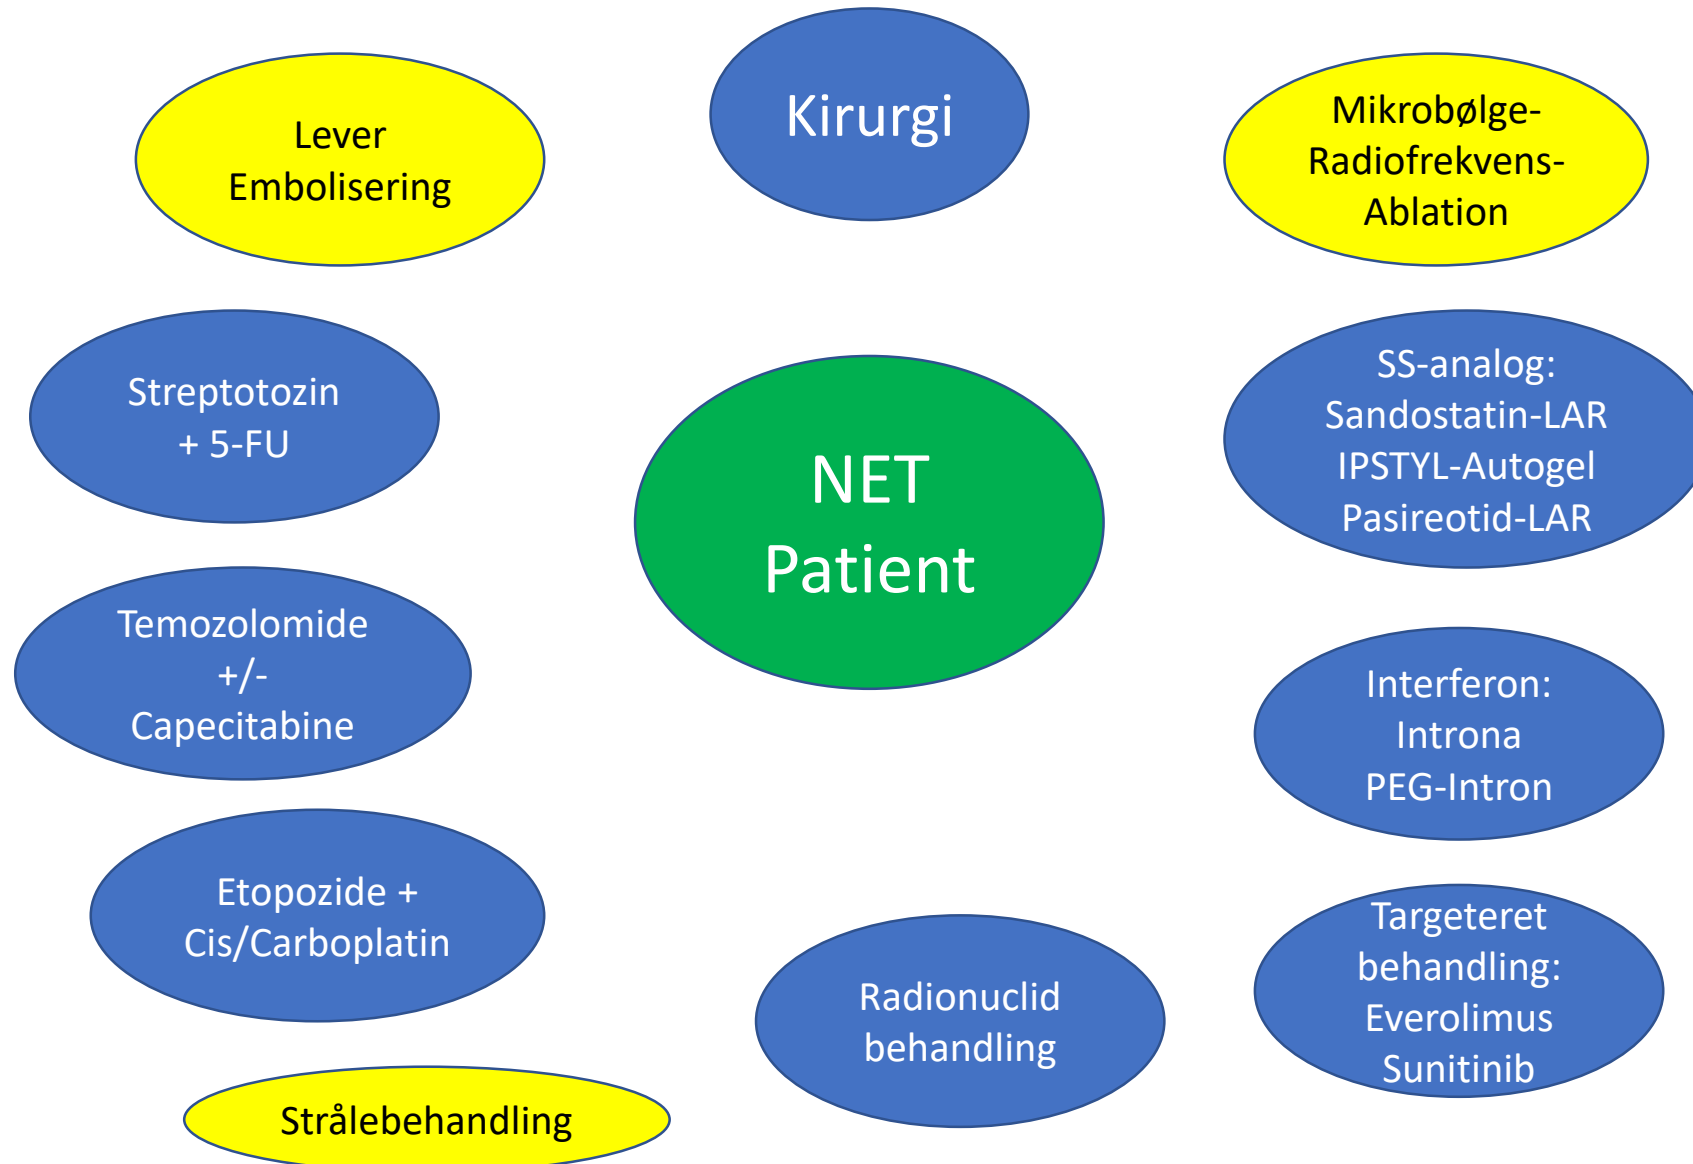 Lever
Embolisering
Kirurgi
Mikrobølge-
Radiofrekvens-
Ablation
Streptotozin
+ 5-FU
NET
Patient
SS-analog:
Sandostatin-LAR
IPSTYL-Autogel
Pasireotid-LAR
Temozolomide
+/-
Capecitabine
Interferon:
Introna
PEG-Intron
Etopozide +
Cis/Carboplatin
Radionuclid
behandling
Targeteret
behandling:
Everolimus
Sunitinib
Strålebehandling